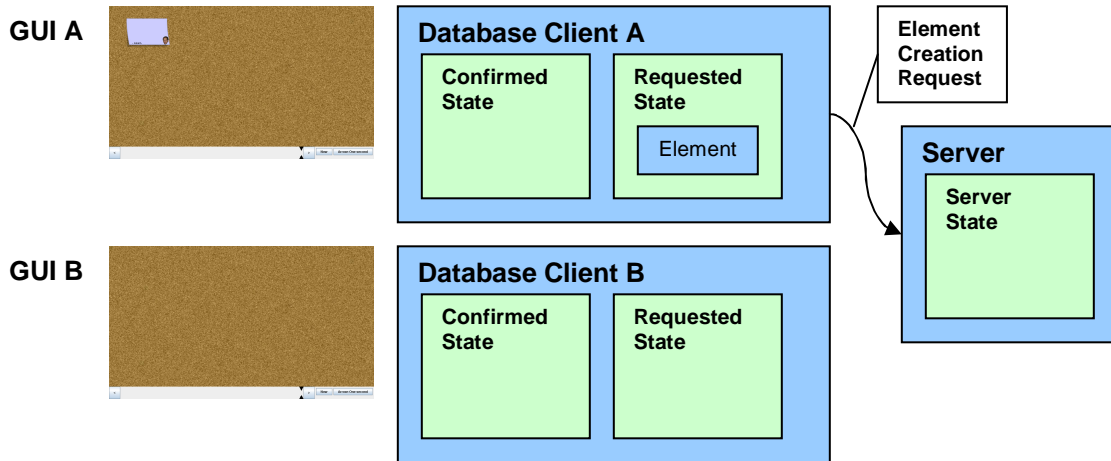 GUI A
Database Client A
Confirmed
State
Requested
State
Element
Element
Creation
Request
Server
Server
State
GUI B
Database Client B
Confirmed
State
Requested
State